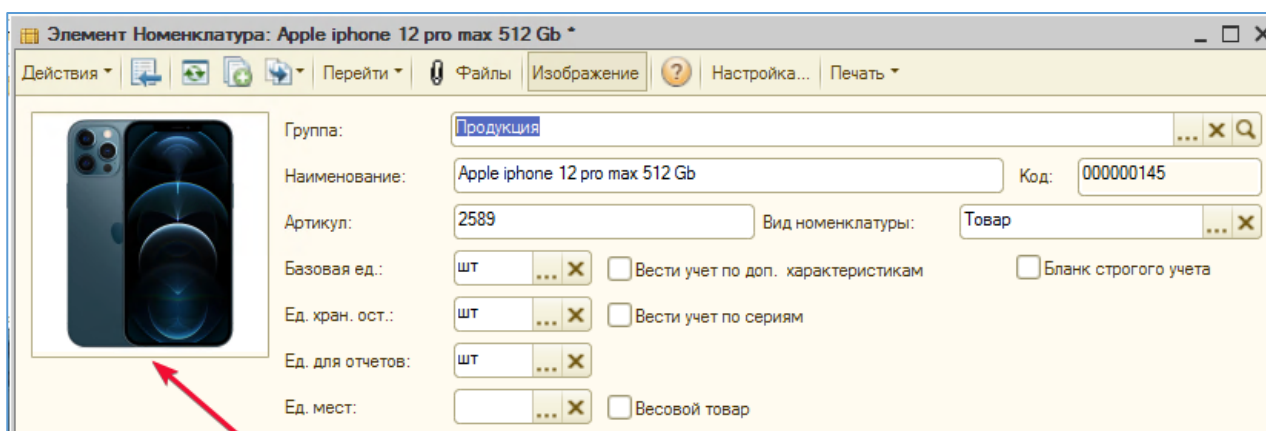 Элемент Номенклатура: Apple iphone 12 pro max 512 Gb *
Действия Перейти Файлы Изображение ? Настройка... Печать
Группа: Продукция ...
Наименование: Apple iphone 12 pro max 512 Gb Код: 000000145
Артикул: 2589 Вид номенклатуры: Товар ...
Базовая ед.: шт ... Вести учет по доп. характеристикам Бланк строгого учета
Ед. хран. ост.: шт ... Вести учет по сериям
Ед. для отчетов: шт ...
Ед. мест: ... Весовой товар